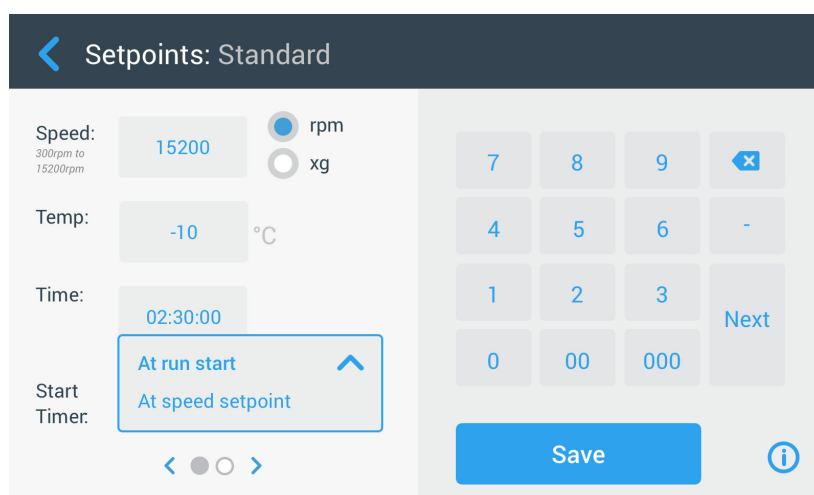 Setpoints: Standard
Speed:
300rpm to
15200rpm
15200
rpm
xg
Temp:
-10
°C
Time:
02:30:00
Start
Timer:
At run start
At speed setpoint
7 8 9
4 5 6 -
1 2 3
Next
0 00 000
Save